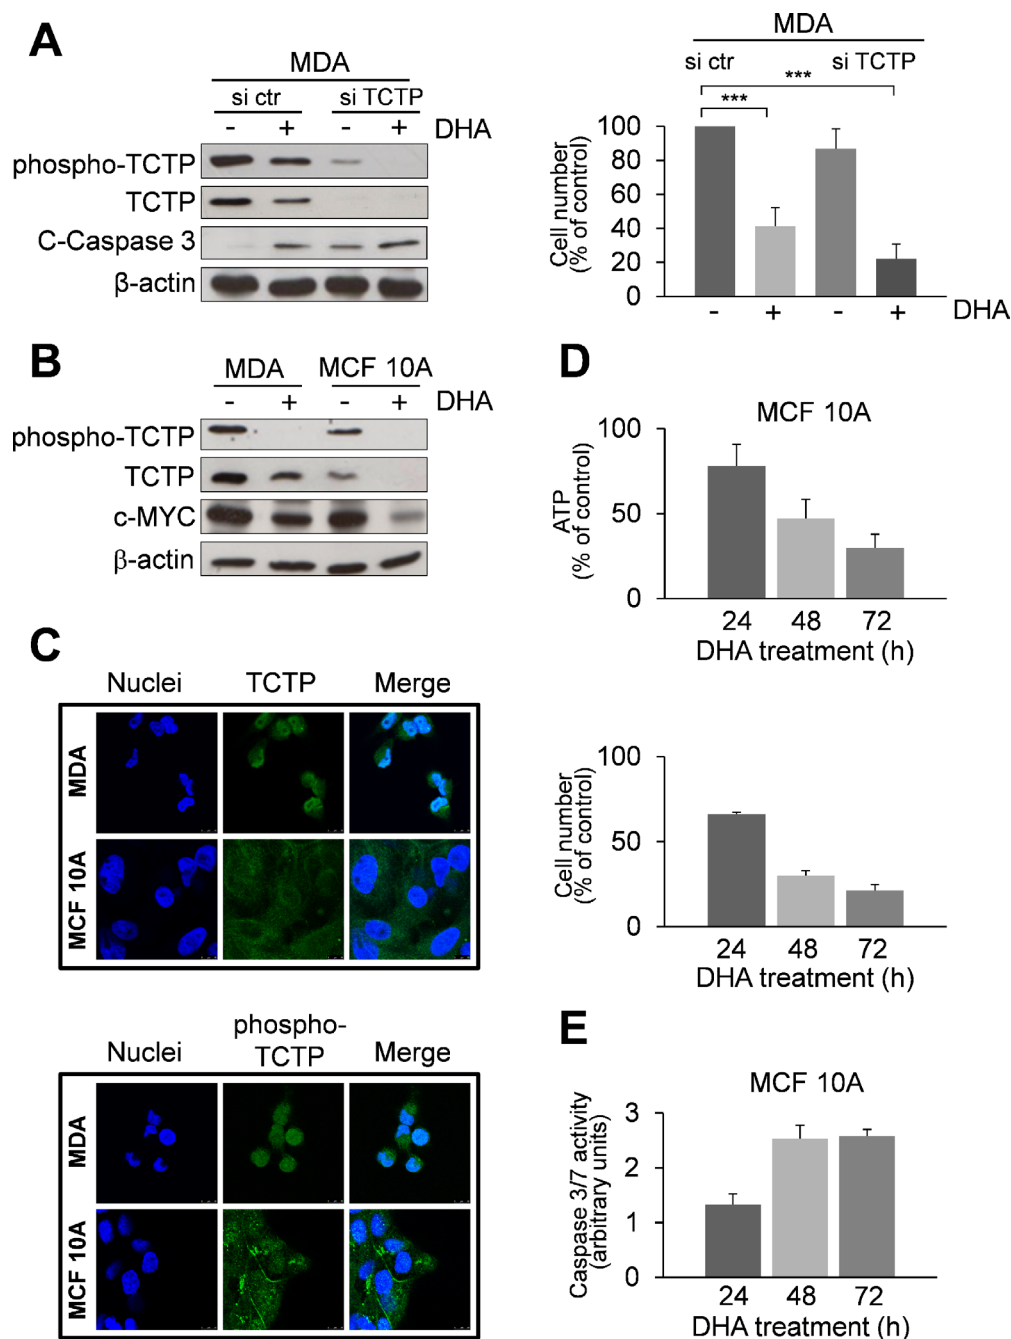 A
MDA
si ctr si TCTP
- + - + DHA
phospho-TCTP
TCTP
C-Caspase 3
β-actin
MDA
si ctr si TCTP
***
***
Cell number
(% of control)
100
80
60
40
20
0
- + - + DHA
B
MDA MCF 10A
- + - + DHA
phospho-TCTP
TCTP
c-MYC
β-actin
C
Nuclei TCTP Merge
MDA
MCF 10A
phospho-
Nuclei TCTP Merge
MDA
MCF 10A
D
MCF 10A
ATP
(% of control)
100
50
0
24 48 72
DHA treatment (h)
Cell number
(% of control)
100
50
0
24 48 72
DHA treatment (h)
E
MCF 10A
Caspase 3/7 activity
(arbitrary units)
3
2
1
0
24 48 72
DHA treatment (h)